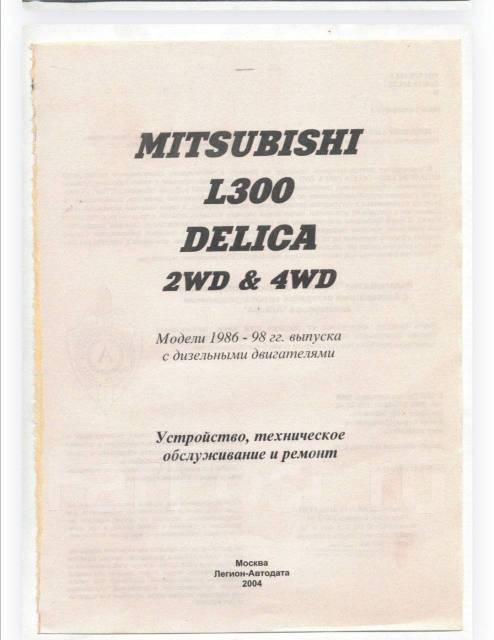 MITSUBISHI
L300
DELICA
2WD & 4WD
Модели 1986 - 98 гг. выпуска
с дизельными двигателями
Устройство, техническое
обслуживание и ремонт
Москва
Легион-Автодата
2004